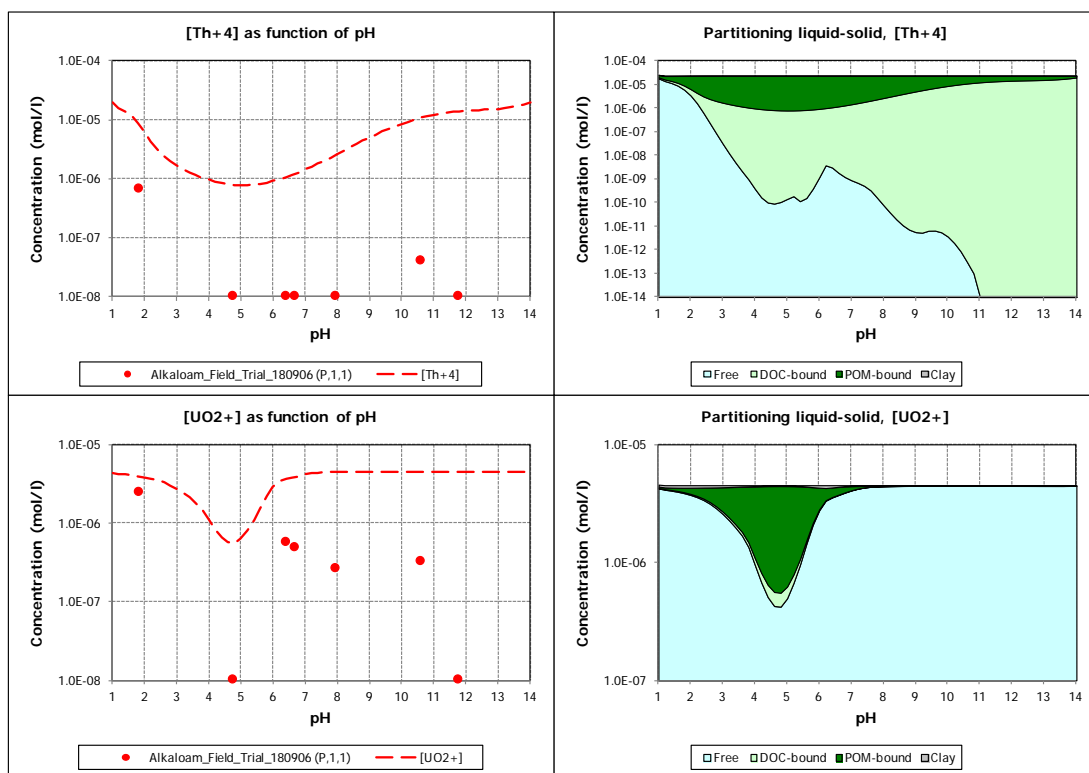 [Th+4] as function of pH
1.0E-04
1.0E-05
1.0E-06
1.0E-07
1.0E-08
Concentration (mol/l)
1 2 3 4 5 6 7 8 9 10 11 12 13 14
pH
Alkaloam_Field_Trial_180906 (P,1,1) [Th+4]
Partitioning liquid-solid, [Th+4]
1.0E-04
1.0E-05
1.0E-06
1.0E-07
1.0E-08
1.0E-09
1.0E-10
1.0E-11
1.0E-12
1.0E-13
1.0E-14
Concentration (mol/l)
1 2 3 4 5 6 7 8 9 10 11 12 13 14
pH
Free DOC-bound POM-bound Clay
[UO2+] as function of pH
1.0E-05
1.0E-06
1.0E-07
1.0E-08
Concentration (mol/l)
1 2 3 4 5 6 7 8 9 10 11 12 13 14
pH
Alkaloam_Field_Trial_180906 (P,1,1) [UO2+]
Partitioning liquid-solid, [UO2+]
1.0E-05
1.0E-06
1.0E-07
Concentration (mol/l)
1 2 3 4 5 6 7 8 9 10 11 12 13 14
pH
Free DOC-bound POM-bound Clay